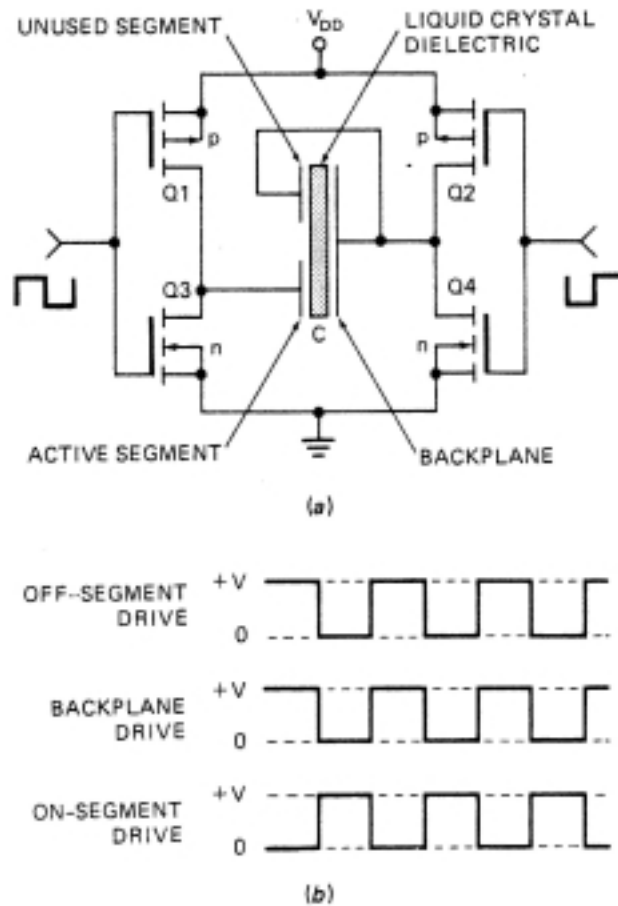 UNUSED SEGMENT
V_DD
LIQUID CRYSTAL
DIELECTRIC
p
p
Q1
Q2
Q3
Q4
n
C
n
ACTIVE SEGMENT
BACKPLANE
(a)
OFF--SEGMENT
DRIVE
+V
0
BACKPLANE
DRIVE
+V
0
ON-SEGMENT
DRIVE
+V
0
(b)